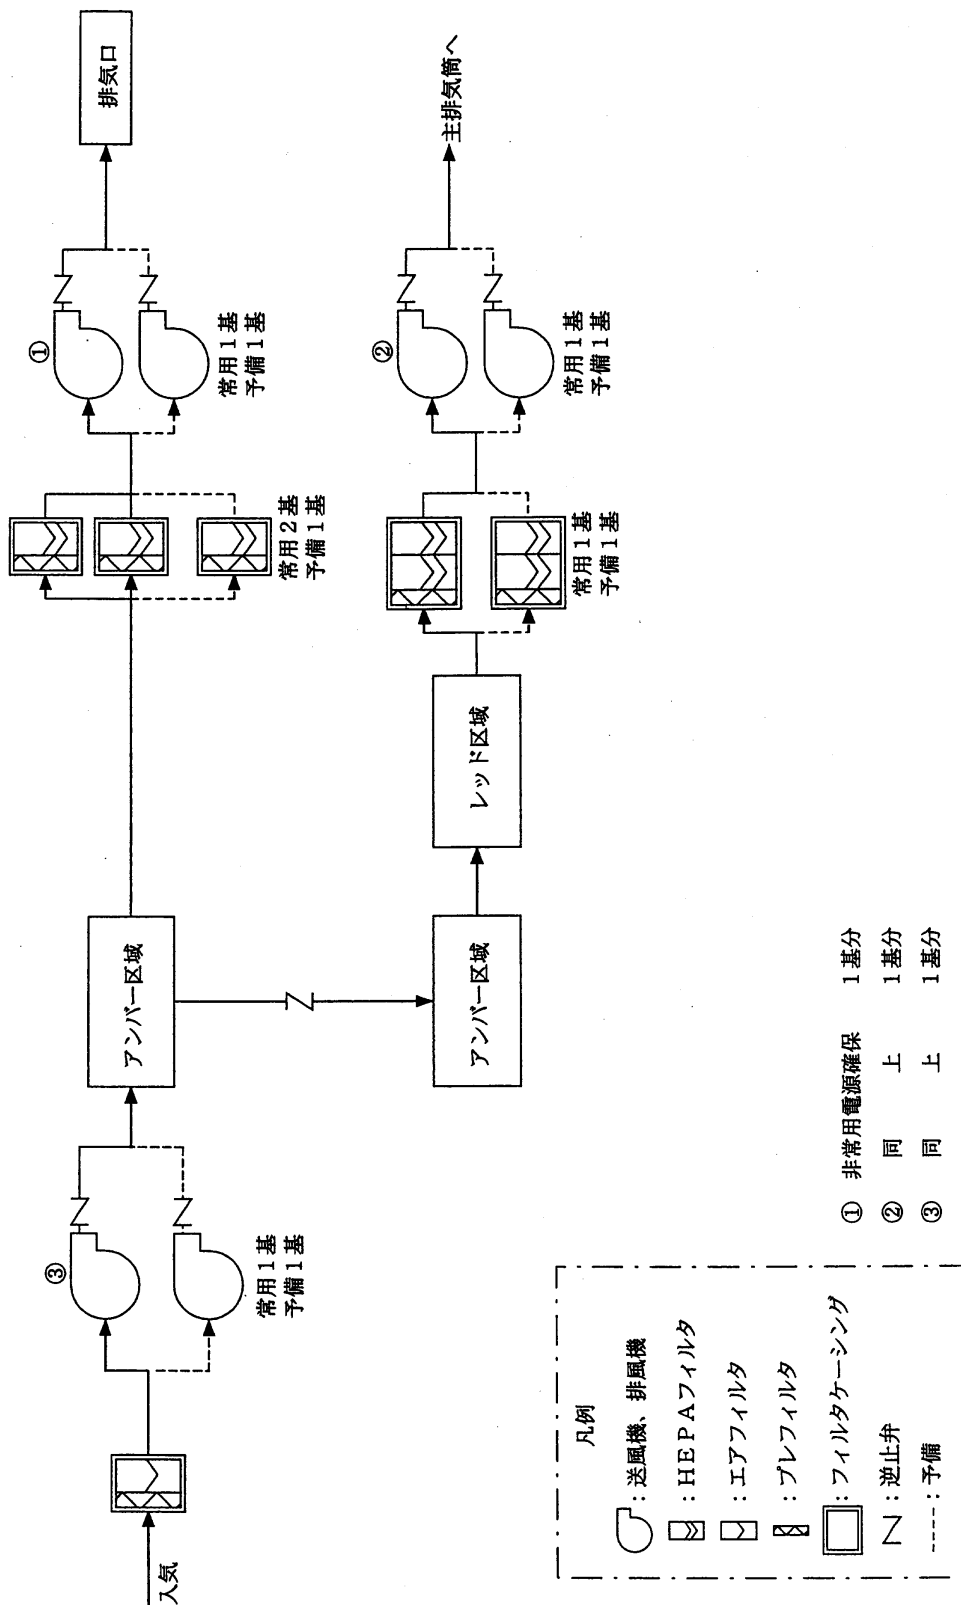 入気
③
常用1基
予備1基
アンバー区域
アンバー区域
レッド区域
常用2基
予備1基
常用1基
予備1基
①
常用1基
予備1基
②
常用1基
予備1基
排気口
主排気筒へ
凡例
:送風機、排風機
:HEPAフィルタ
:エアフィルタ
:プレフィルタ
:フィルタケーシング
:逆止弁
:予備
① 非常用電源確保 1基分
② 同 上 1基分
③ 同 上 1基分